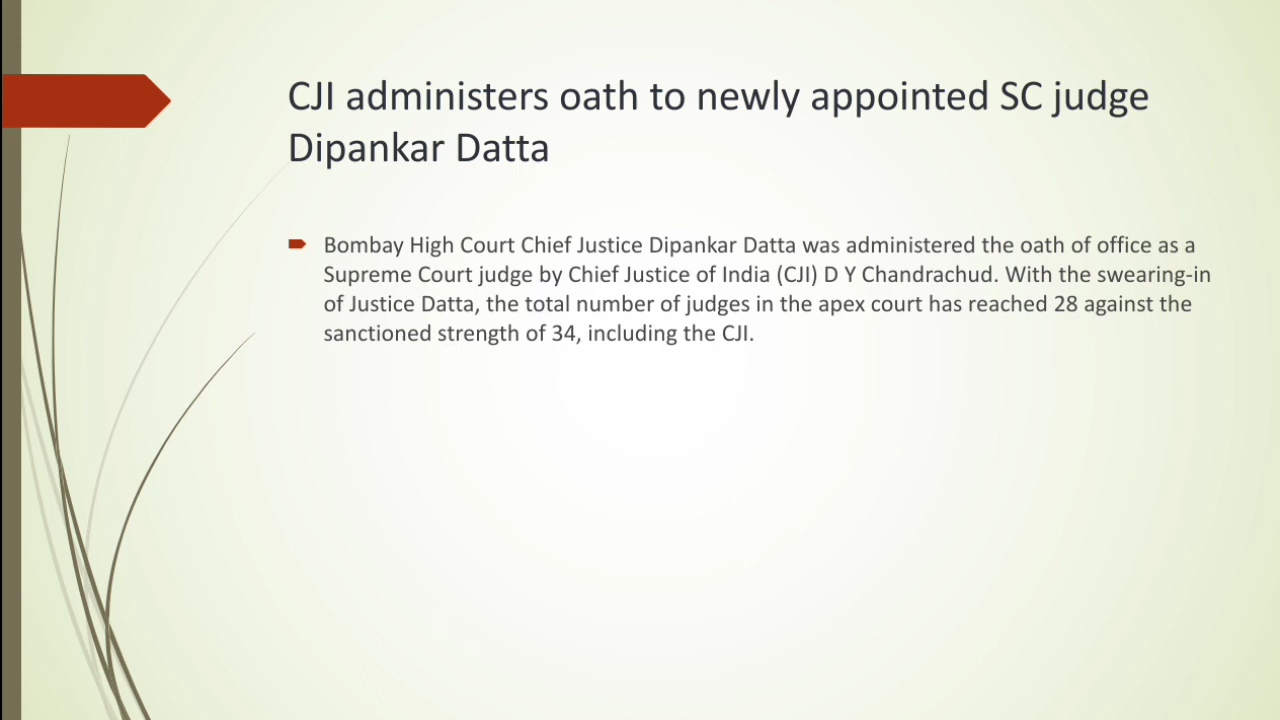 CJI administers oath to newly appointed SC judge
Dipankar Datta
Bombay High Court Chief Justice Dipankar Datta was administered the oath of office as a
Supreme Court judge by Chief Justice of India (CJI) D Y Chandrachud. With the swearing-in
of Justice Datta, the total number of judges in the apex court has reached 28 against the
sanctioned strength of 34, including the CJI.